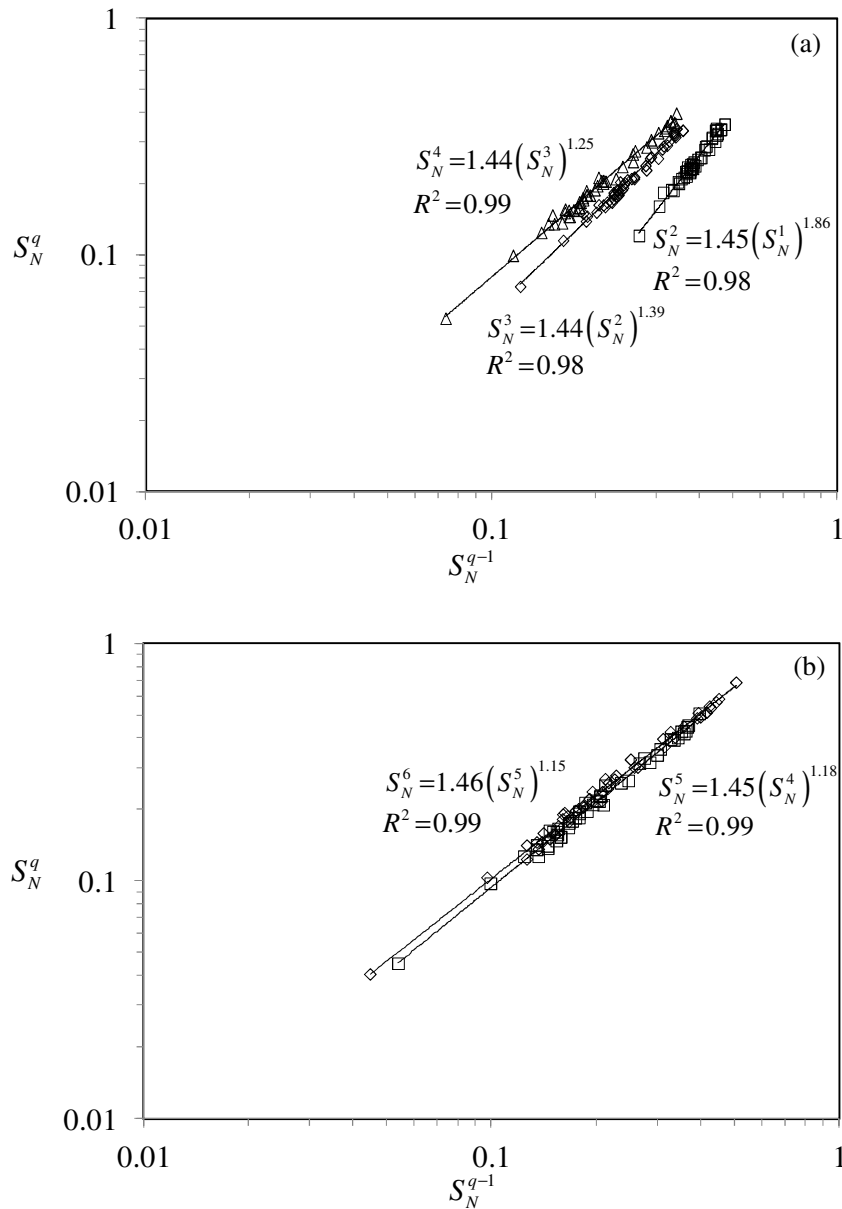 1
(a)
S_N^4=1.44(S_N^3)^1.25
R^2=0.99
S_N^q
0.1
S_N^2=1.45(S_N^1)^1.86
R^2=0.98
S_N^3=1.44(S_N^2)^1.39
R^2=0.98
0.01
0.01 0.1 1
S_N^{q-1}
1
(b)
S_N^6=1.46(S_N^5)^1.15
R^2=0.99
S_N^5=1.45(S_N^4)^1.18
R^2=0.99
S_N^q
0.1
0.01
0.01 0.1 1
S_N^{q-1}